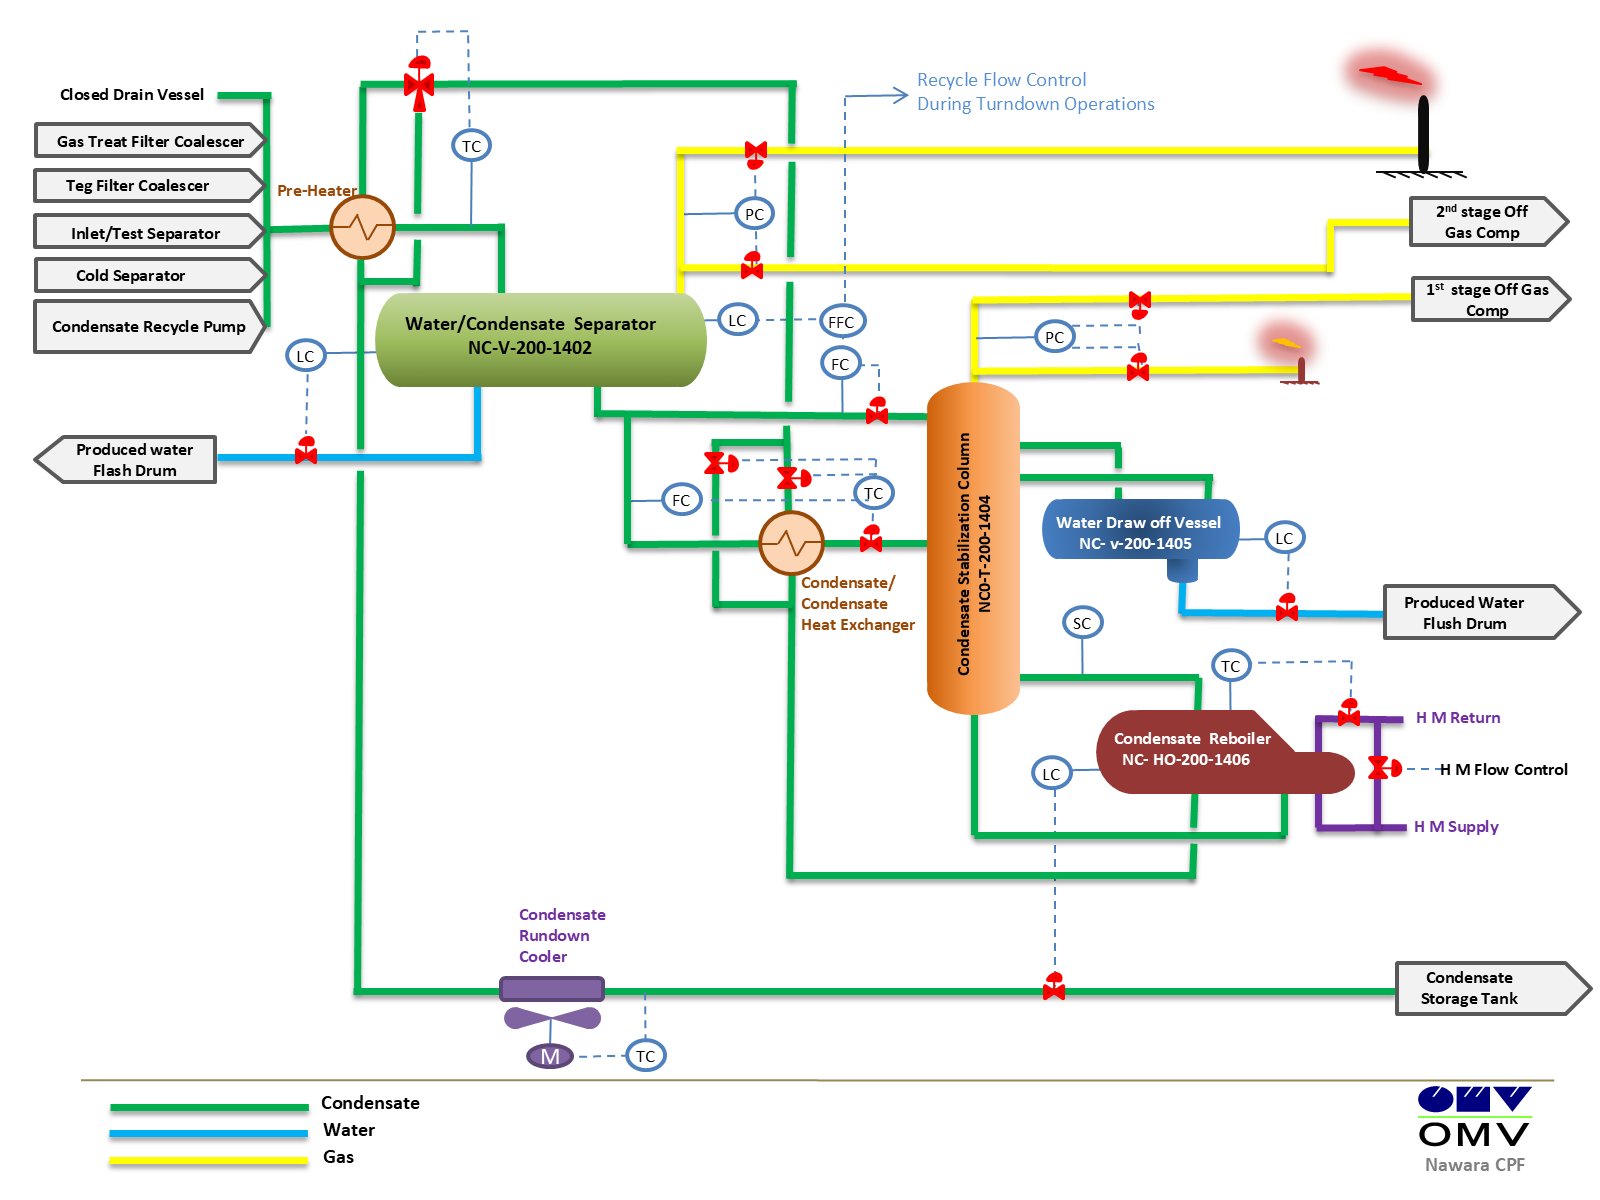 Closed Drain Vessel
Gas Treat Filter Coalescer
Teg Filter Coalescer
Inlet/Test Separator
Cold Separator
Condensate Recycle Pump
Pre-Heater
TC
Recycle Flow Control
During Turndown Operations
PC
2nd stage Off
Gas Comp
1st stage Off Gas
Comp
PC
Water/Condensate Separator
NC-V-200-1402
LC
FFC
FC
LC
Produced water
Flash Drum
FC
TC
Condensate/
Condensate
Heat Exchanger
Condensate Stabilization Column
NC0-T-200-1404
Water Draw off Vessel
NC- v-200-1405
LC
Produced Water
Flush Drum
SC
TC
Condensate Reboiler
NC- HO-200-1406
LC
H M Return
H M Flow Control
H M Supply
Condensate
Rundown
Cooler
M
TC
Condensate
Storage Tank
Condensate
Water
Gas
OMV
OMV
Nawara CPF